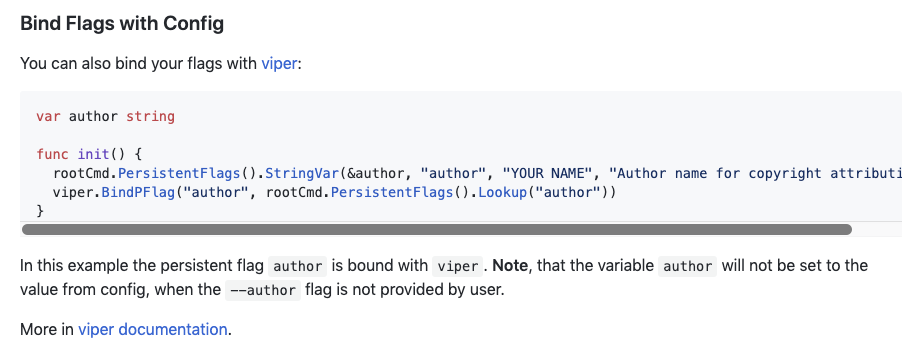 Bind Flags with Config
You can also bind your flags with viper:
var author string
func init() {
  rootCmd.PersistentFlags().StringVar(&author, "author", "YOUR NAME", "Author name for copyright attributi
  viper.BindPFlag("author", rootCmd.PersistentFlags().Lookup("author"))
}
In this example the persistent flag author is bound with viper. Note, that the variable author will not be set to the
value from config, when the --author flag is not provided by user.
More in viper documentation.